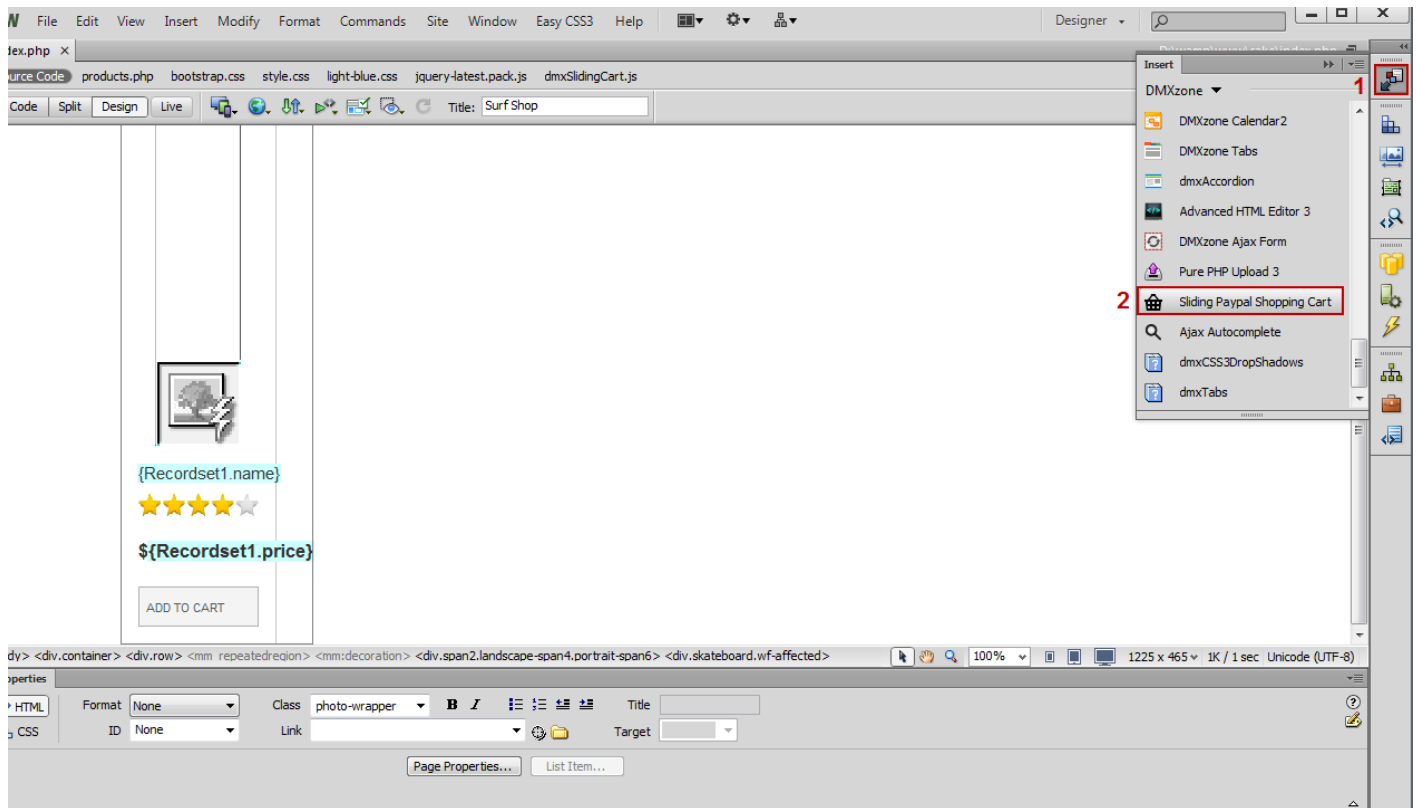 W File Edit View Insert Modify Format Commands Site Window Easy CSS3 Help Designer
dex.php ×
ource Code products.php bootstrap.css style.css light-blue.css jquery-latest.pack.js dmxSlidingCart.js
Code Split Design Live Title: Surf Shop
Insert
1
DMXzone
DMXzone Calendar2
DMXzone Tabs
dmxAccordion
Advanced HTML Editor 3
DMXzone Ajax Form
Pure PHP Upload 3
2 Sliding Paypal Shopping Cart
Ajax Autocomplete
dmxCSS3DropShadows
dmxTabs
{Recordset1.name}
${Recordset1.price}
ADD TO CART
dy> <div.container> <div.row> <mm repeatedregion> <mm:decoration> <div.span2.landscape-span4.portrait-span6> <div.skateboard.wf-affected> 100% 1225 x 465 1K / 1 sec Unicode (UTF-8)
operties
HTML Format None Class photo-wrapper B I Title
CSS ID None Link Target
Page Properties... List Item...